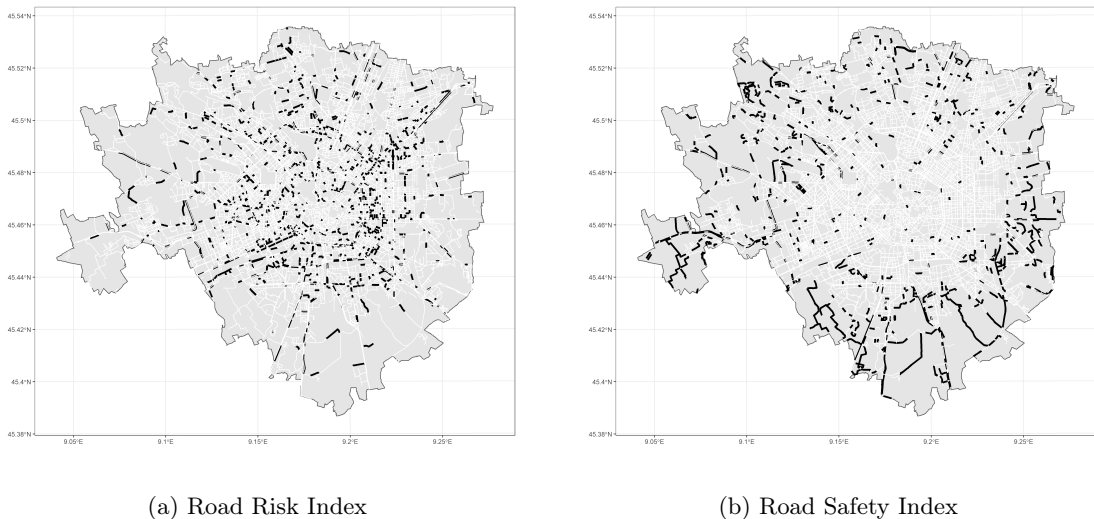 45.54°N
45.52°N
45.5°N
45.48°N
45.46°N
45.44°N
45.42°N
45.4°N
45.38°N
9.05°E 9.1°E 9.15°E 9.2°E 9.25°E
45.54°N
45.52°N
45.5°N
45.48°N
45.46°N
45.44°N
45.42°N
45.4°N
45.38°N
9.05°E 9.1°E 9.15°E 9.2°E 9.25°E
(a) Road Risk Index
(b) Road Safety Index